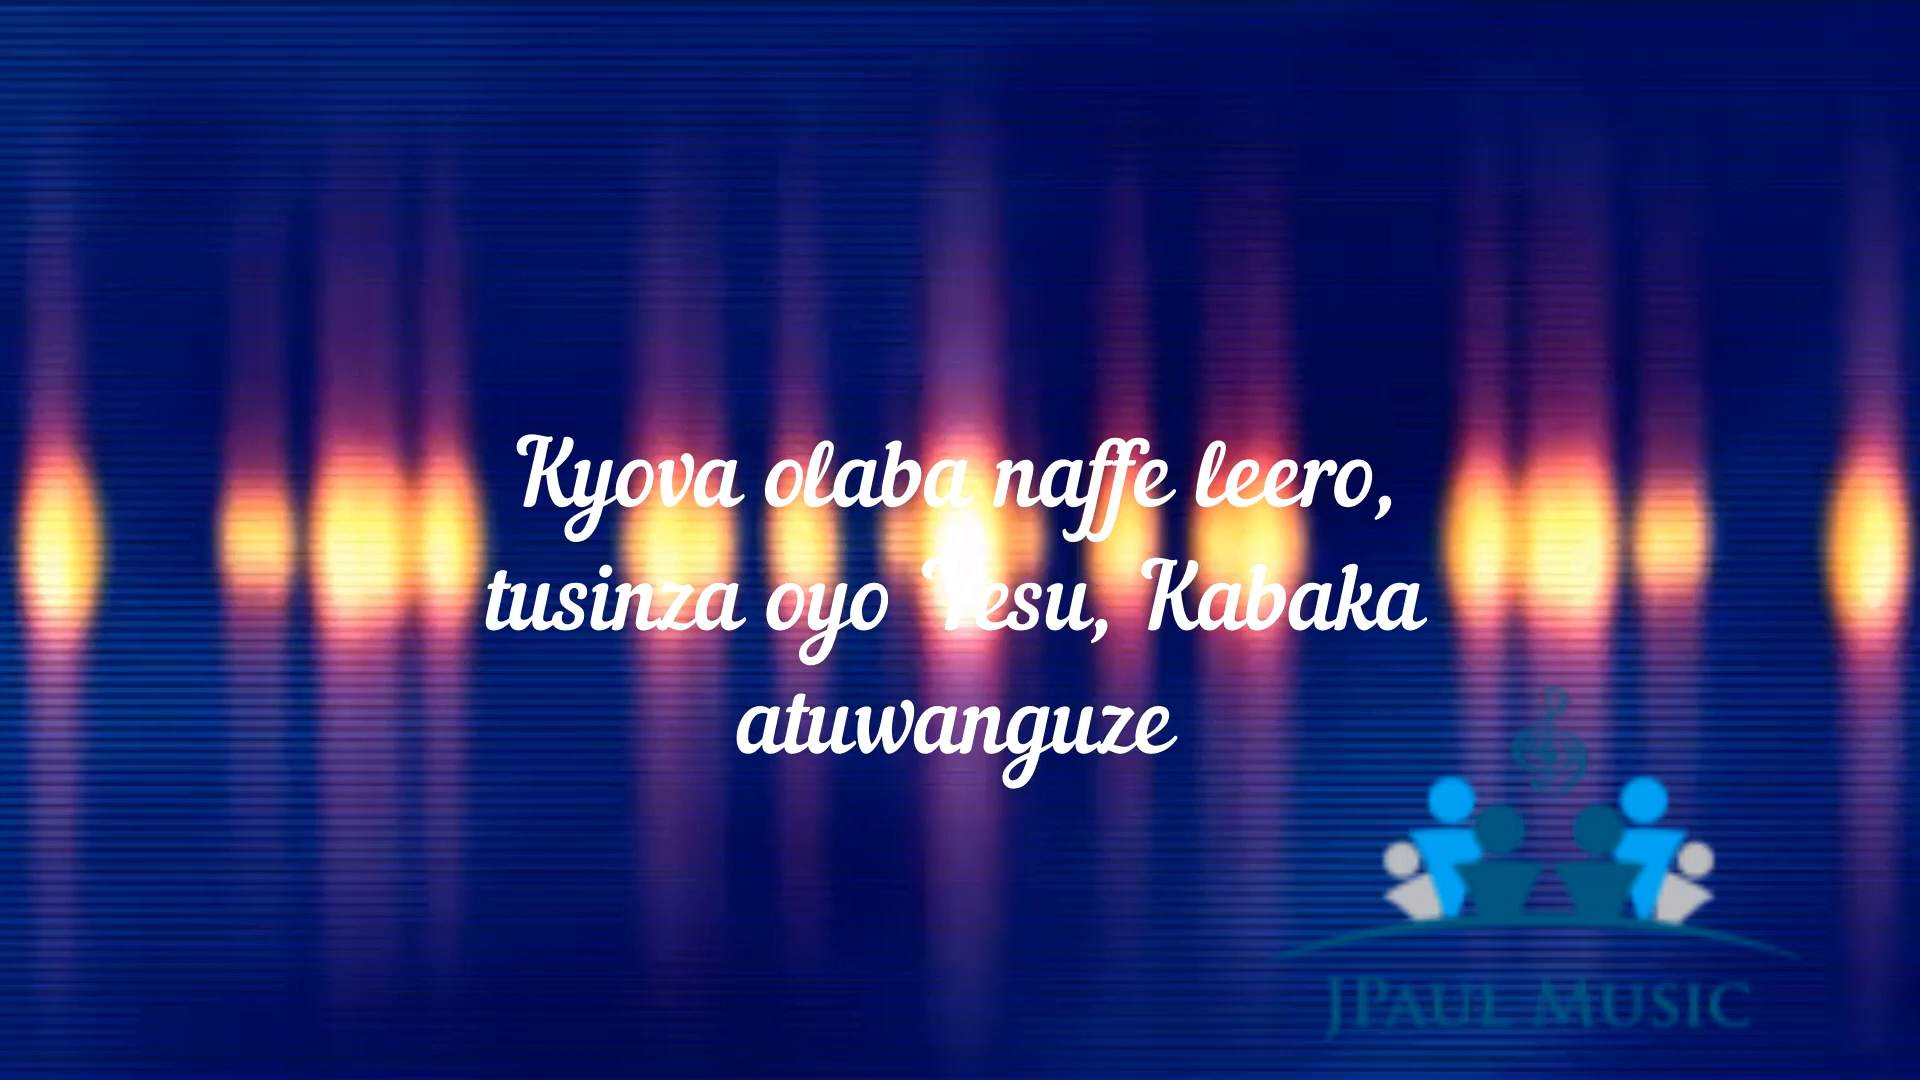 Kyova olaba naffe leero,
tusinza oyo Yesu, Kabaka
atuwanguze
JPAUL MUSIC